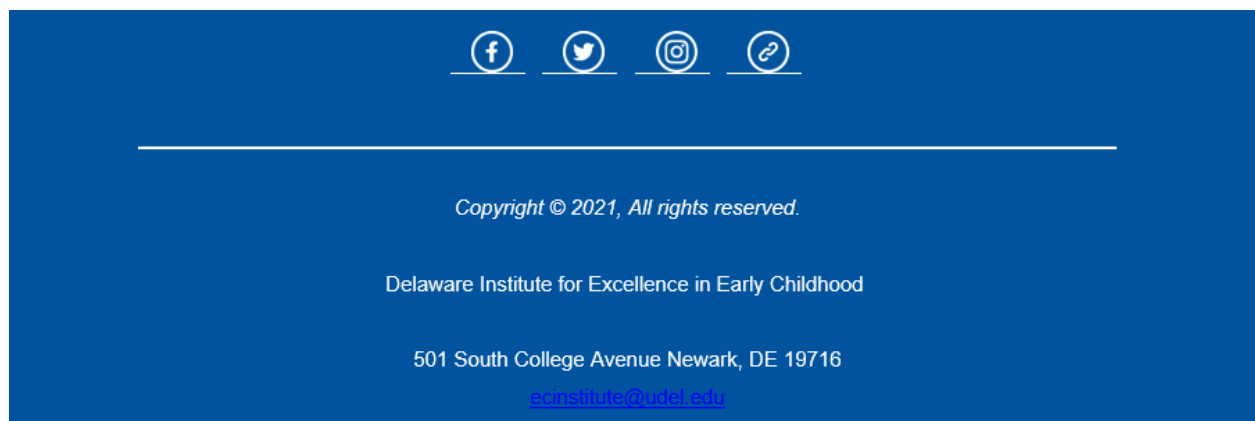 Copyright © 2021, All rights reserved.
Delaware Institute for Excellence in Early Childhood
501 South College Avenue Newark, DE 19716
ecinstitute@udel.edu